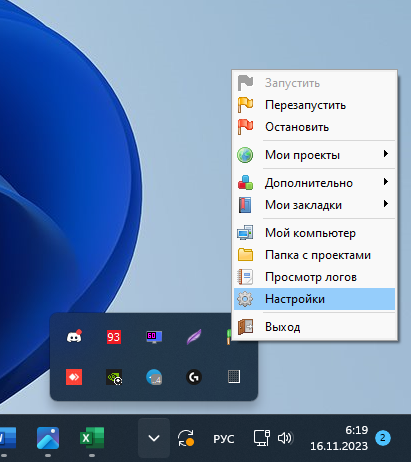 Запустить
Перезапустить
Остановить
Мои проекты
Дополнительно
Мои закладки
Мой компьютер
Папка с проектами
Просмотр логов
Настройки
Выход
93
60
РУС
6:19
16.11.2023
2